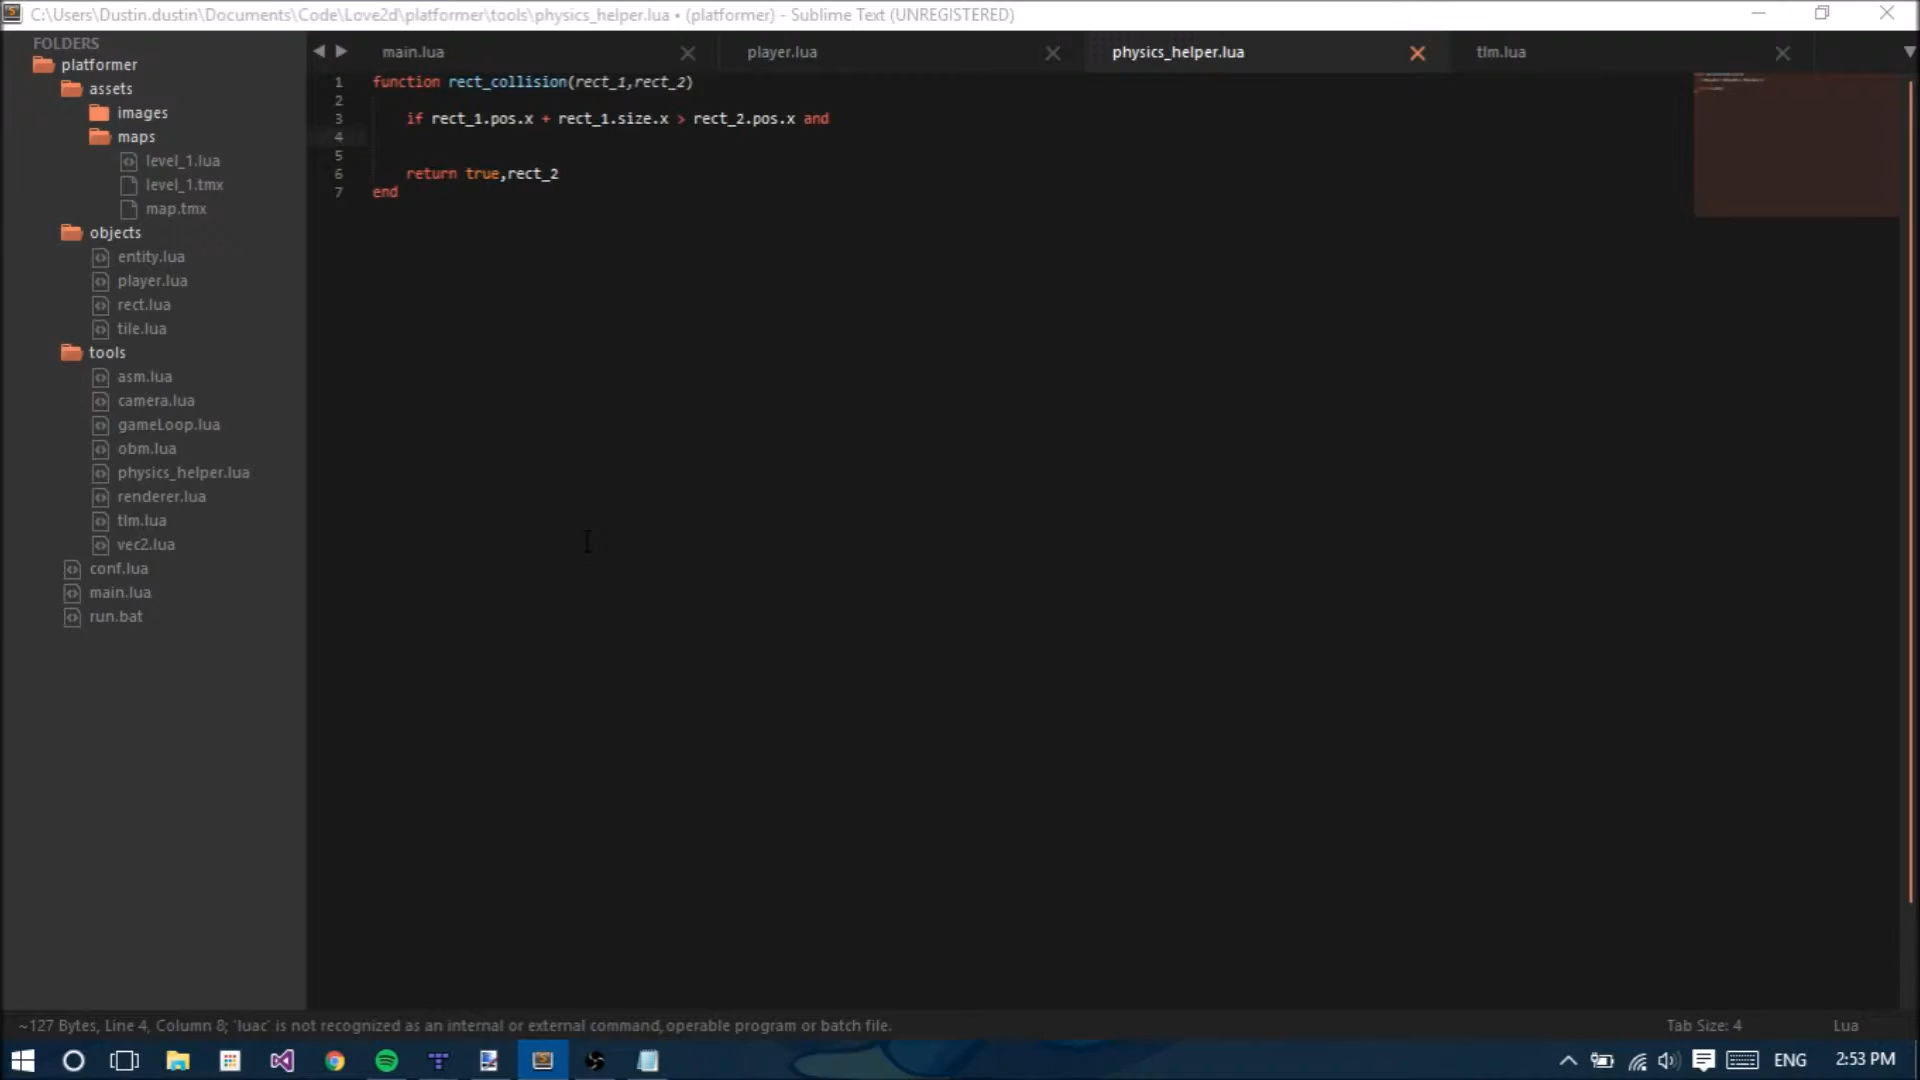 C:\Users\Dustin.dustin\Documents\Code\Love2d\platformer\tools\physics_helper.lua • (platformer) - Sublime Text (UNREGISTERED)
FOLDERS
platformer
assets
images
maps
level_1.lua
level_1.tmx
map.tmx
objects
entity.lua
player.lua
rect.lua
tile.lua
tools
asm.lua
camera.lua
gameLoop.lua
obm.lua
physics_helper.lua
renderer.lua
tlm.lua
vec2.lua
conf.lua
main.lua
run.bat
main.lua player.lua physics_helper.lua tlm.lua
1 function rect_collision(rect_1,rect_2)
2
3 if rect_1.pos.x + rect_1.size.x > rect_2.pos.x and
4
5
6 return true,rect_2
7 end
~127 Bytes, Line 4, Column 8; 'luac' is not recognized as an internal or external command, operable program or batch file.
Tab Size: 4 Lua
ENG 2:53 PM